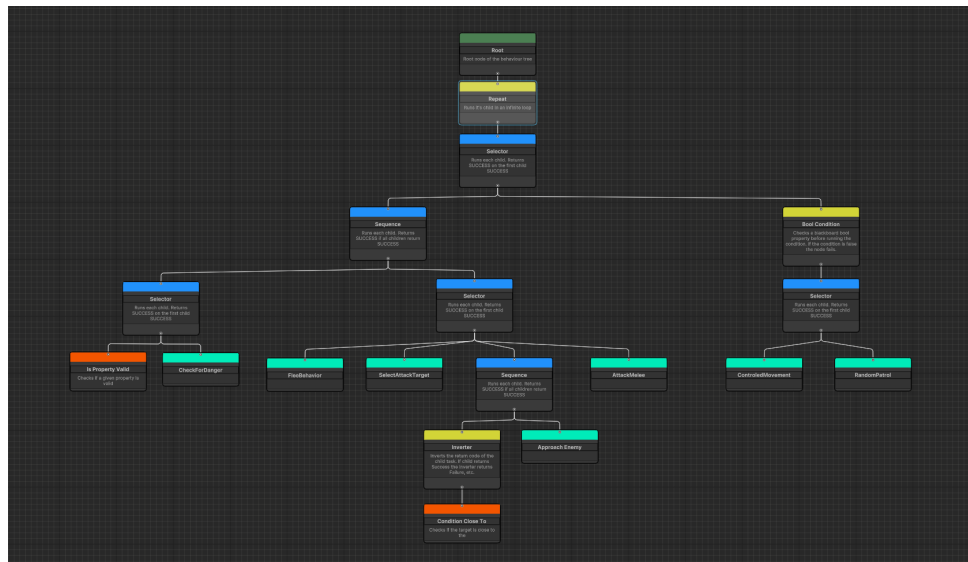 Root
Root node of the behaviour tree
Repeat
Runs it's child in an infinite loop
Selector
Runs each child. Returns
SUCCESS on the first child
SUCCESS
Sequence
Runs each child. Returns
SUCCESS if all children return
SUCCESS
Bool Condition
Checks a blackboard bool
property before running the
condition. If the condition is false
the node fails.
Selector
Runs each child. Returns
SUCCESS on the first child
SUCCESS
Selector
Runs each child. Returns
SUCCESS on the first child
SUCCESS
Selector
Runs each child. Returns
SUCCESS on the first child
SUCCESS
Is Property Valid
Checks if a given property is
valid
CheckForDanger
FleeBehavior
SelectAttackTarget
Sequence
Runs each child. Returns
SUCCESS if all children return
SUCCESS
AttackMelee
ControledMovement
RandomPatrol
Inverter
Inverts the return code of the
child task. If child returns
Success the inverter returns
Failure, etc.
Approach Enemy
Condition Close To
Checks if the target is close to
the